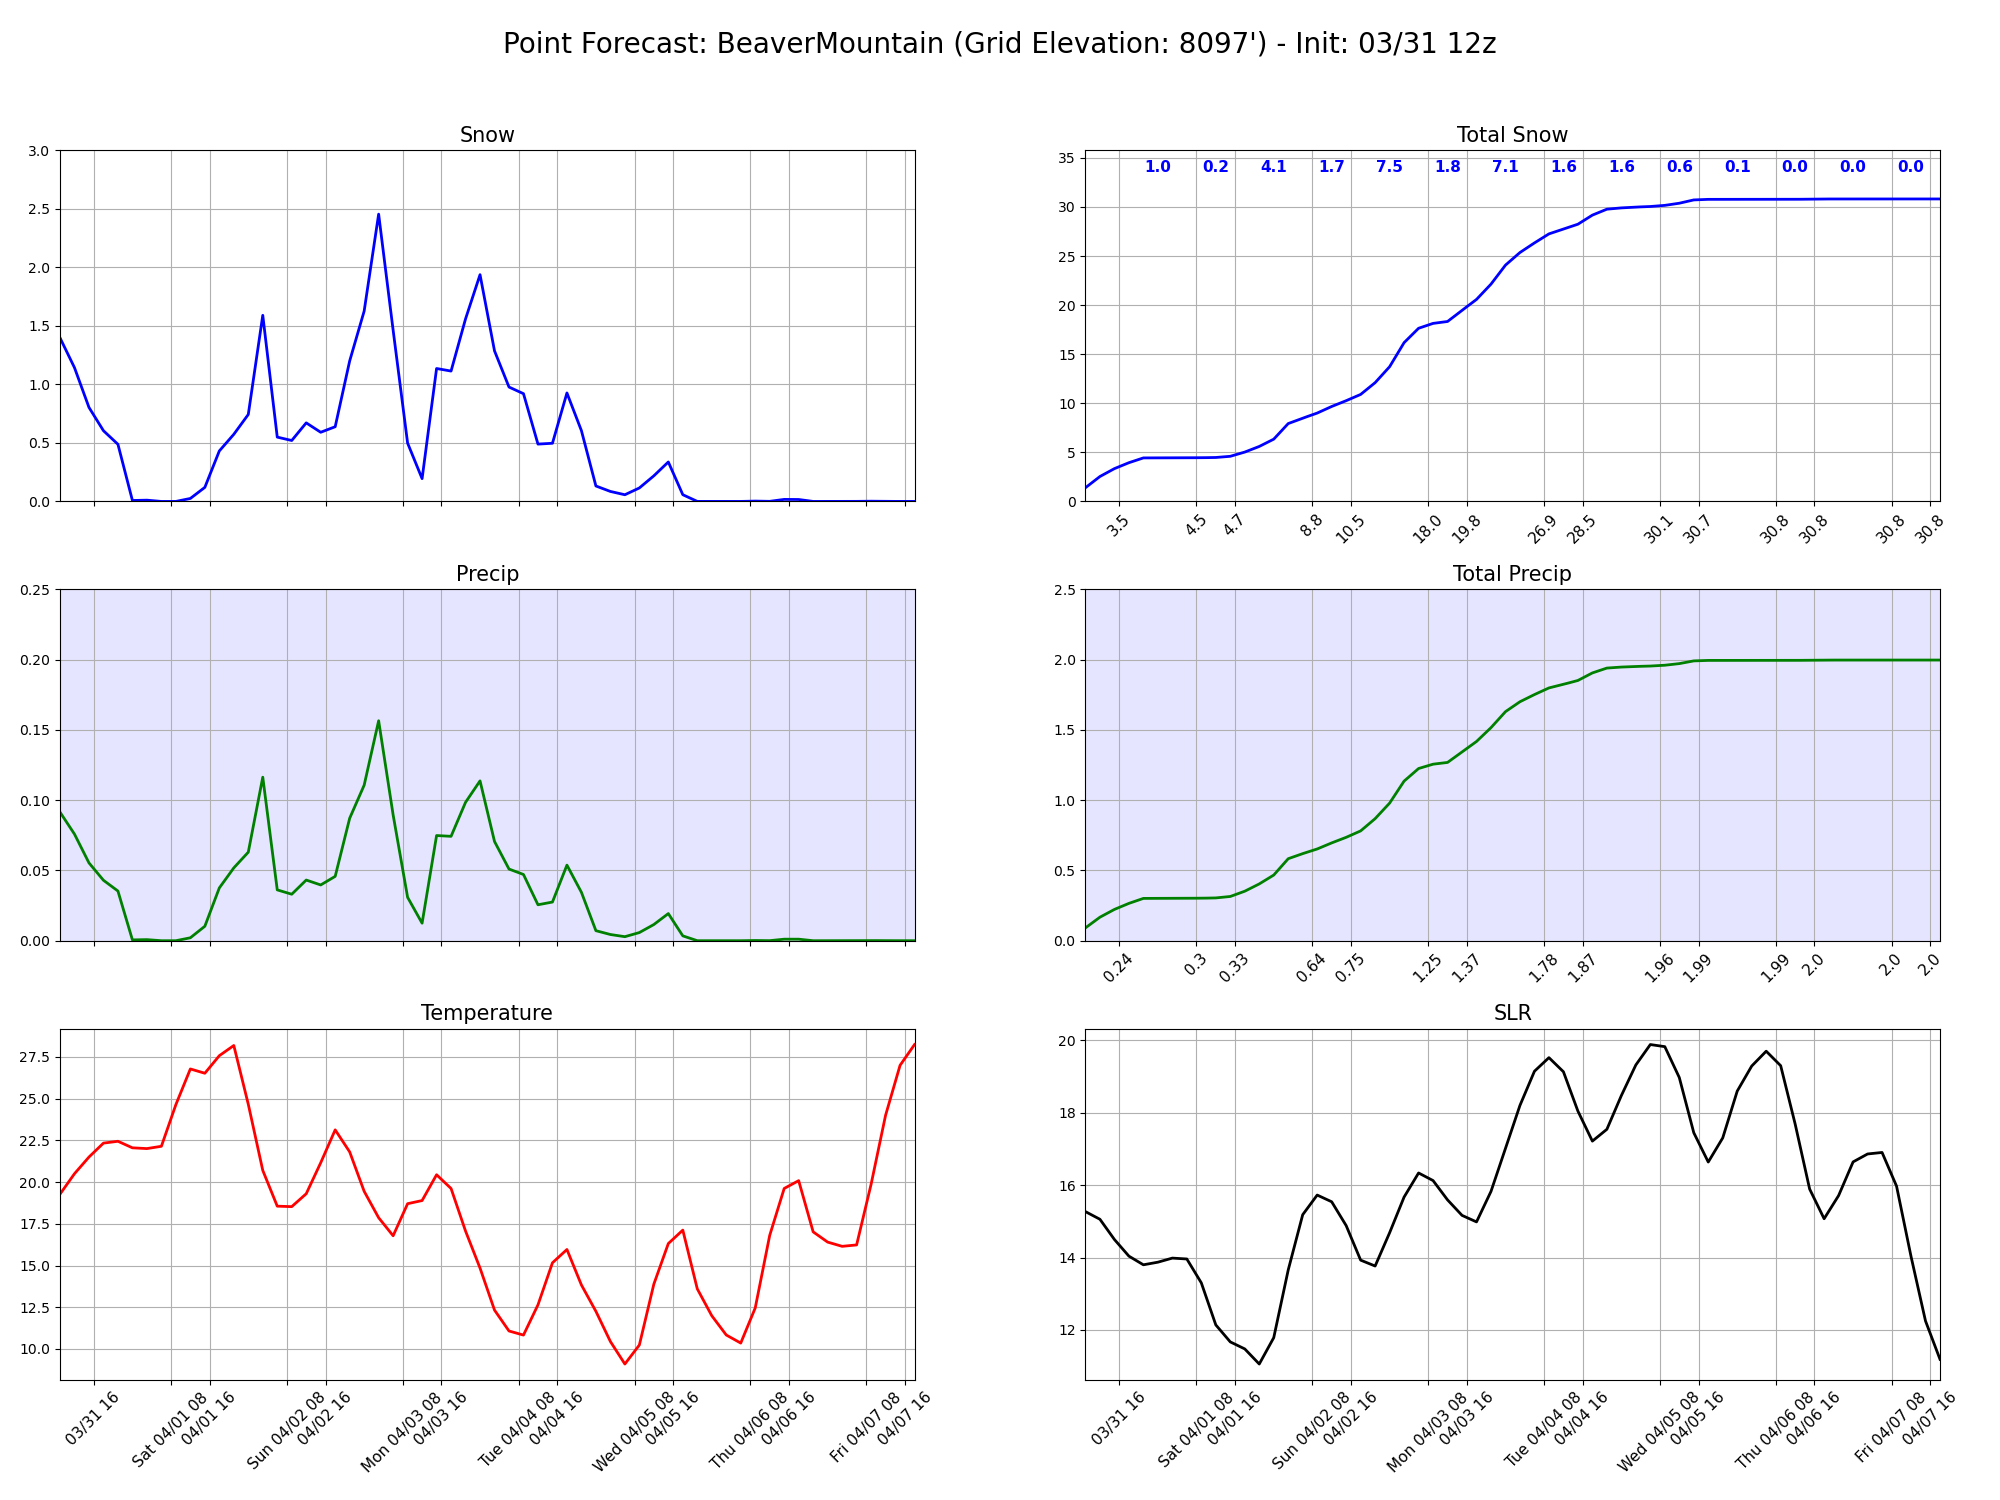 Point Forecast: BeaverMountain (Grid Elevation: 8097') - Init: 03/31 12z
Snow
3.0
2.5
2.0
1.5
1.0
0.5
0.0
Total Snow
35
30
25
20
15
10
5
0
1.0 0.2 4.1 1.7 7.5 1.8 7.1 1.6 1.6 0.6 0.1 0.0 0.0 0.0
3.5 4.5 4.7 8.8 10.5 18.0 19.8 26.9 28.5 30.1 30.7 30.8 30.8 30.8 30.8
Precip
0.25
0.20
0.15
0.10
0.05
0.00
Total Precip
2.5
2.0
1.5
1.0
0.5
0.0
0.24 0.3 0.33 0.64 0.75 1.25 1.37 1.78 1.87 1.96 1.99 1.99 2.0 2.0 2.0
Temperature
27.5
25.0
22.5
20.0
17.5
15.0
12.5
10.0
03/31 16
Sat 04/01 08
04/01 16
Sun 04/02 08
04/02 16
Mon 04/03 08
04/03 16
Tue 04/04 08
04/04 16
Wed 04/05 08
04/05 16
Thu 04/06 08
04/06 16
Fri 04/07 08
04/07 16
SLR
20
18
16
14
12
03/31 16
Sat 04/01 08
04/01 16
Sun 04/02 08
04/02 16
Mon 04/03 08
04/03 16
Tue 04/04 08
04/04 16
Wed 04/05 08
04/05 16
Thu 04/06 08
04/06 16
Fri 04/07 08
04/07 16